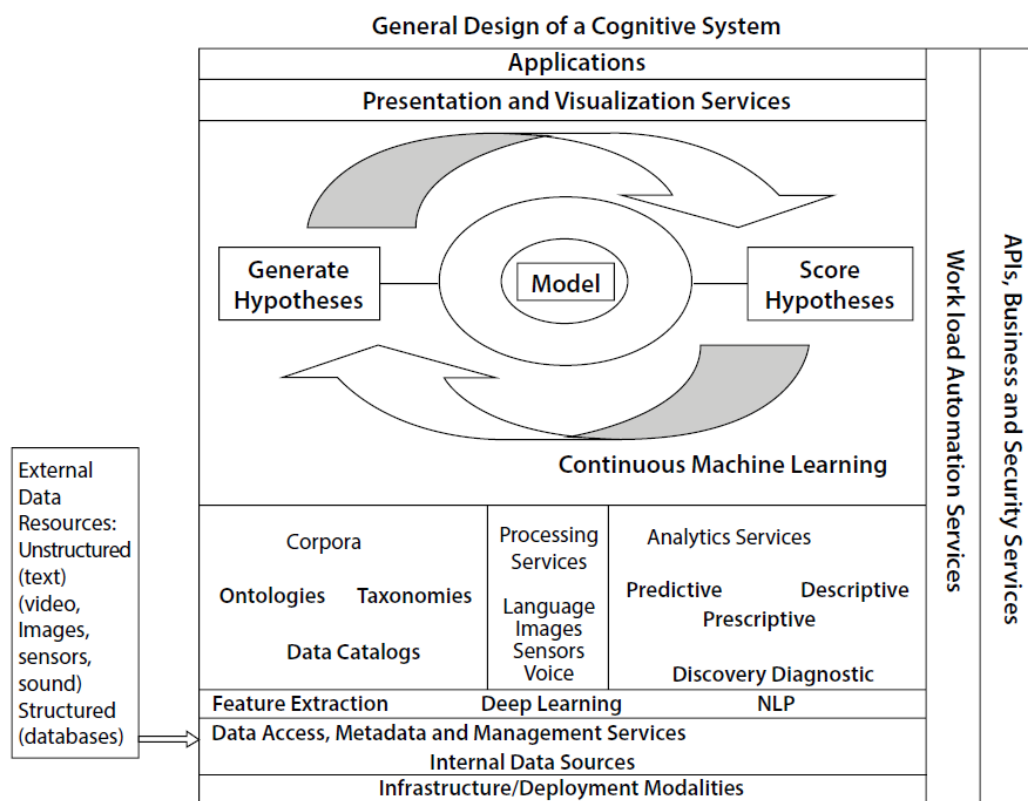 General Design of a Cognitive System
Applications
Presentation and Visualization Services
Generate
Hypotheses
Model
Score
Hypotheses
Continuous Machine Learning
Work load Automation Services
APIs, Business and Security Services
External
Data
Resources:
Unstructured
(text)
(video,
Images,
sensors,
sound)
Structured
(databases)
Corpora
Ontologies Taxonomies
Data Catalogs
Processing
Services
Language
Images
Sensors
Voice
Analytics Services
Predictive Descriptive
Prescriptive
Discovery Diagnostic
Feature Extraction Deep Learning NLP
Data Access, Metadata and Management Services
Internal Data Sources
Infrastructure/Deployment Modalities